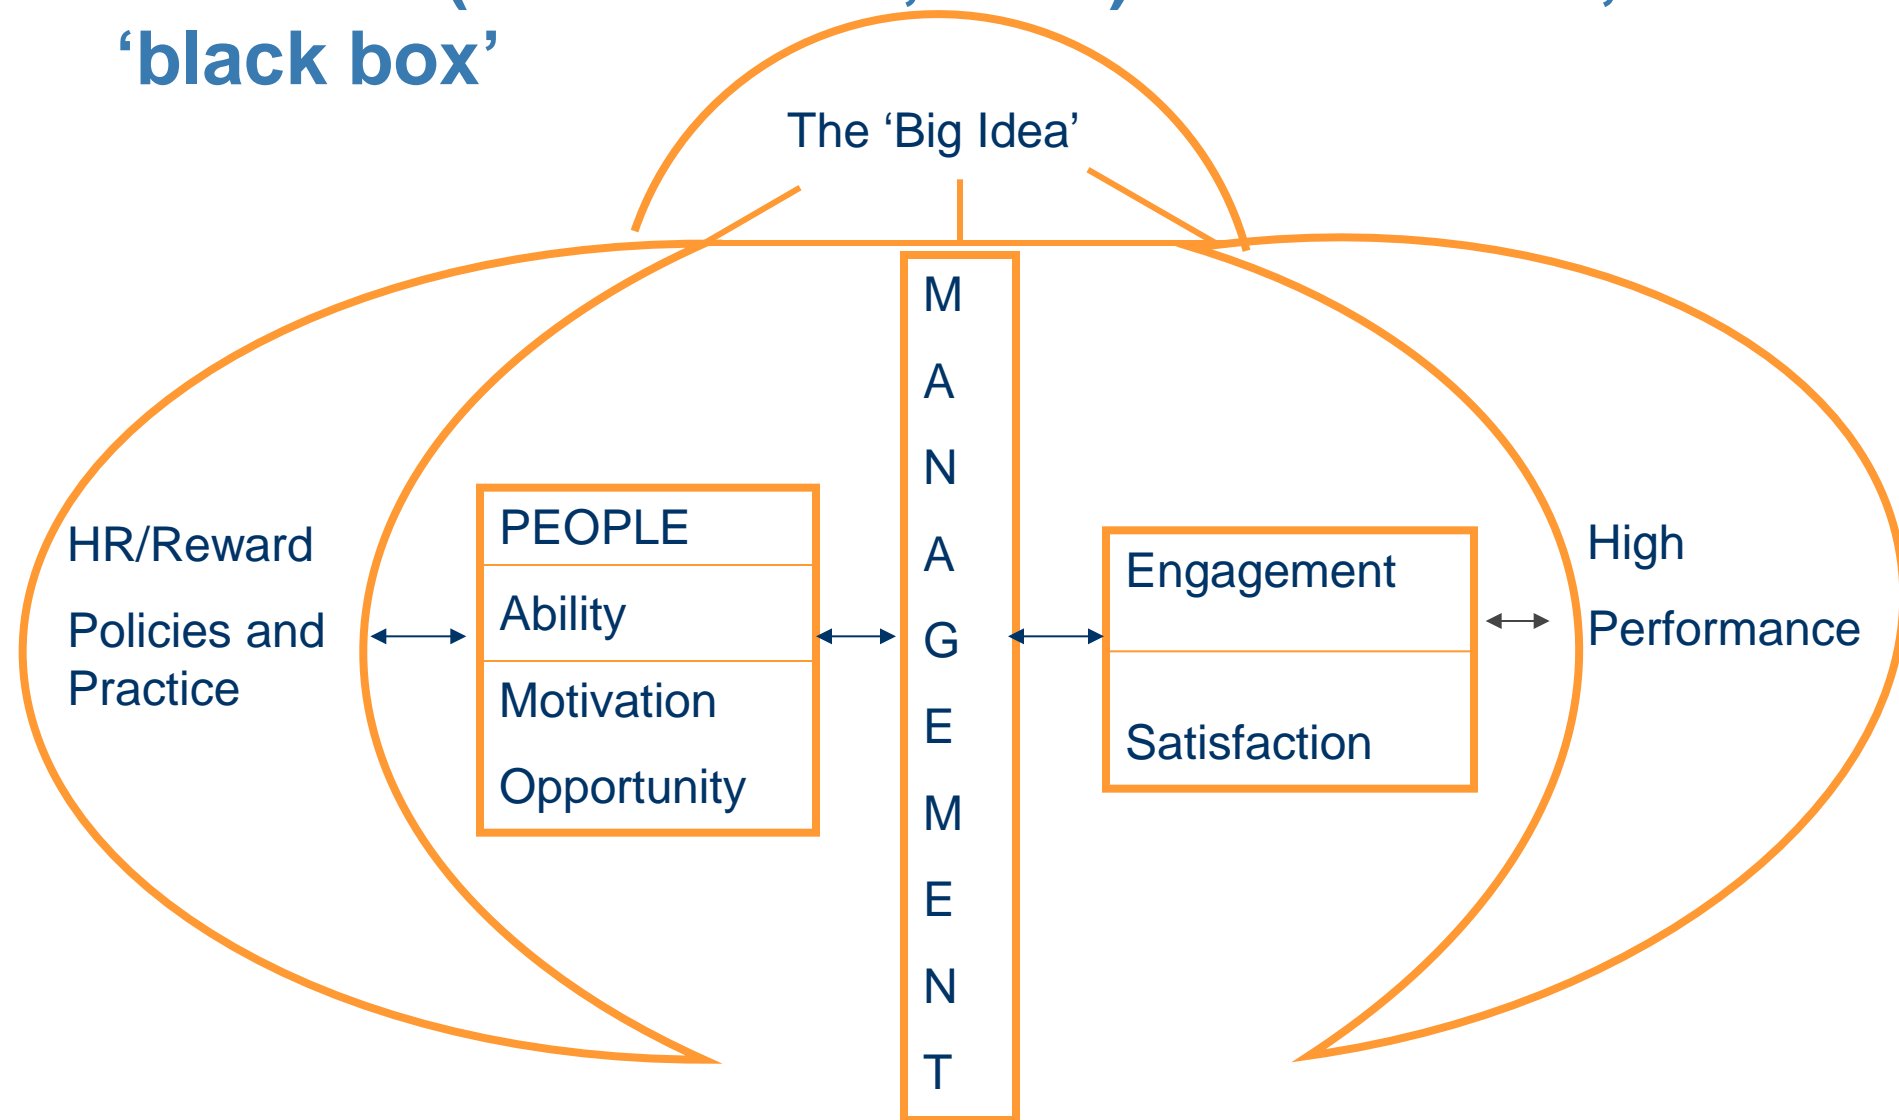 ‘black box’
The ‘Big Idea’
HR/Reward
Policies and
Practice
PEOPLE
Ability
Motivation
Opportunity
M
A
N
A
G
E
M
E
N
T
Engagement
Satisfaction
High
Performance